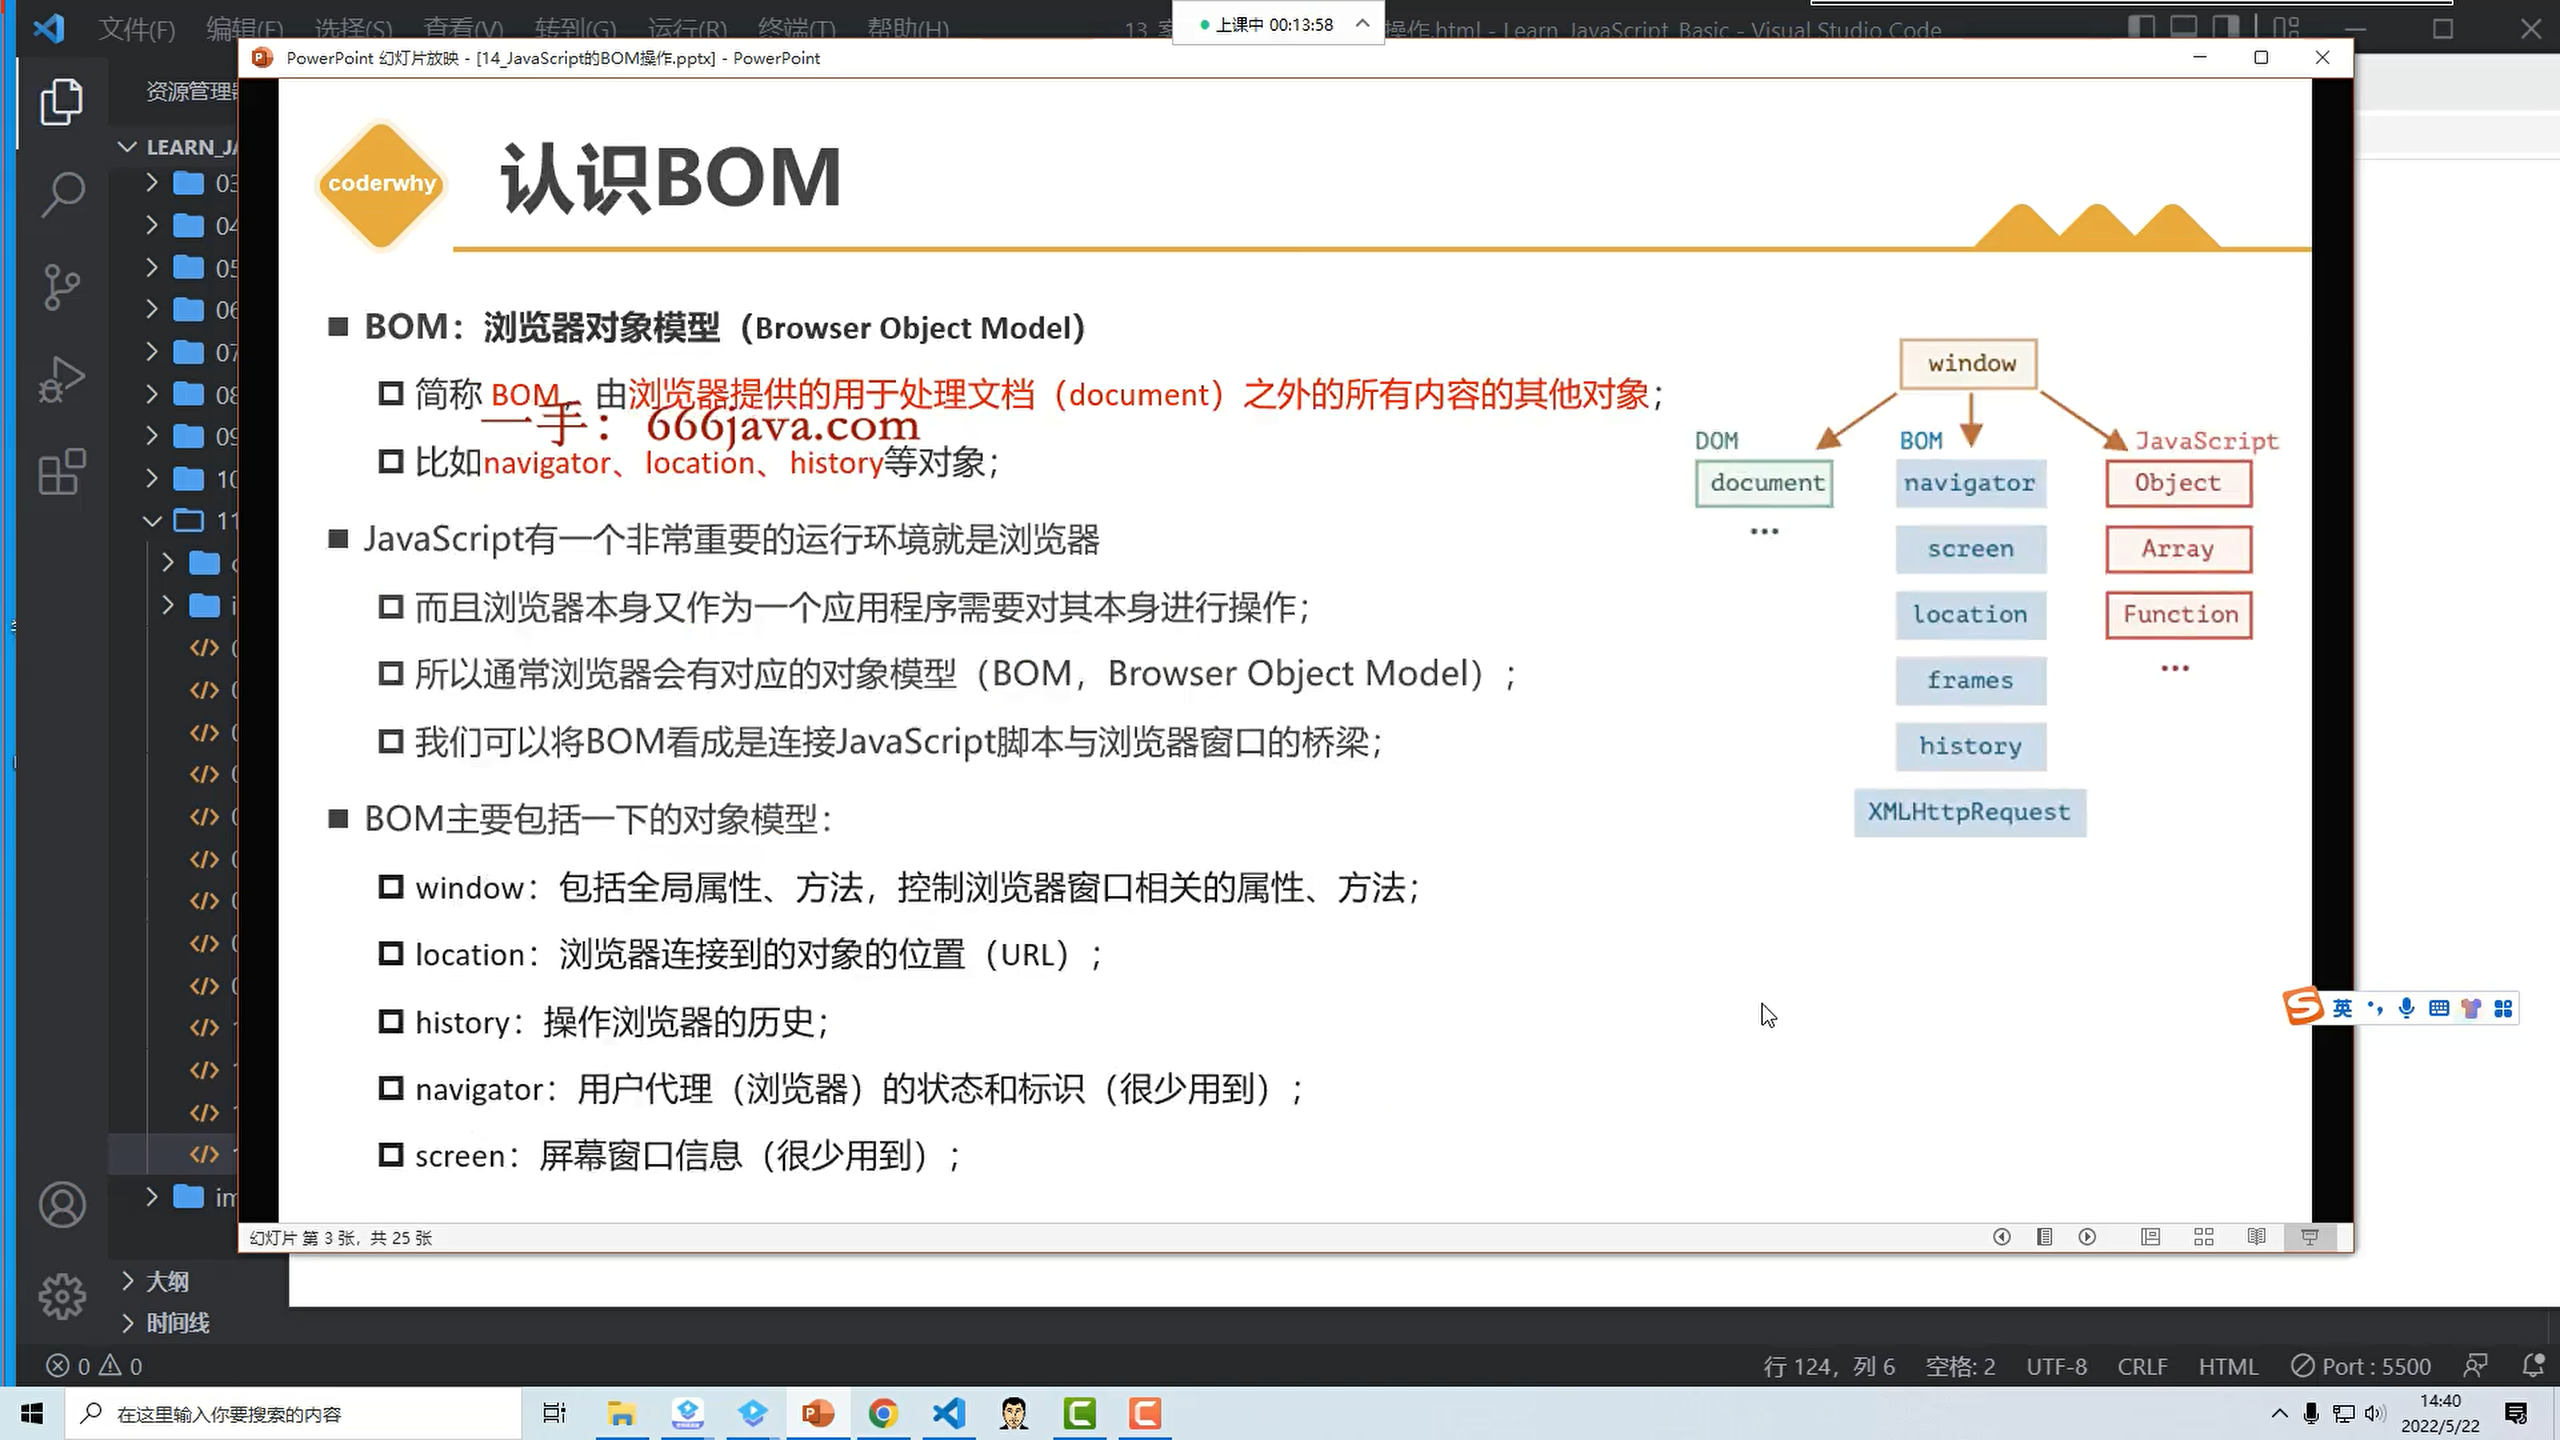 文件(F) 编辑(E) 选择(S) 查看(V) 转到(G) 运行(R) 终端(T) 帮助(H)
上课中 00:13:58
操作.html - Learn_JavaScript_Basic - Visual Studio Code
PowerPoint 幻灯片放映 - [14_JavaScript的BOM操作.pptx] - PowerPoint
资源管理
LEARN_JA
03
04
05
06
07
08
09
10
11
im
大纲
时间线
coderwhy
认识BOM
BOM：浏览器对象模型（Browser Object Model）
简称 BOM，由浏览器提供的用于处理文档（document）之外的所有内容的其他对象；
一手：666java.com
比如navigator、location、history等对象；
JavaScript有一个非常重要的运行环境就是浏览器
而且浏览器本身又作为一个应用程序需要对其本身进行操作；
所以通常浏览器会有对应的对象模型（BOM，Browser Object Model）；
我们可以将BOM看成是连接JavaScript脚本与浏览器窗口的桥梁；
BOM主要包括一下的对象模型：
window：包括全局属性、方法，控制浏览器窗口相关的属性、方法；
location：浏览器连接到的对象的位置（URL）；
history：操作浏览器的历史；
navigator：用户代理（浏览器）的状态和标识（很少用到）；
screen：屏幕窗口信息（很少用到）；
window
DOM
document
...
BOM
navigator
screen
location
frames
history
XMLHttpRequest
JavaScript
Object
Array
Function
...
英
幻灯片 第 3 张，共 25 张
0 0
行 124，列 6 空格: 2 UTF-8 CRLF HTML Port : 5500
在这里输入你要搜索的内容
14:40
2022/5/22